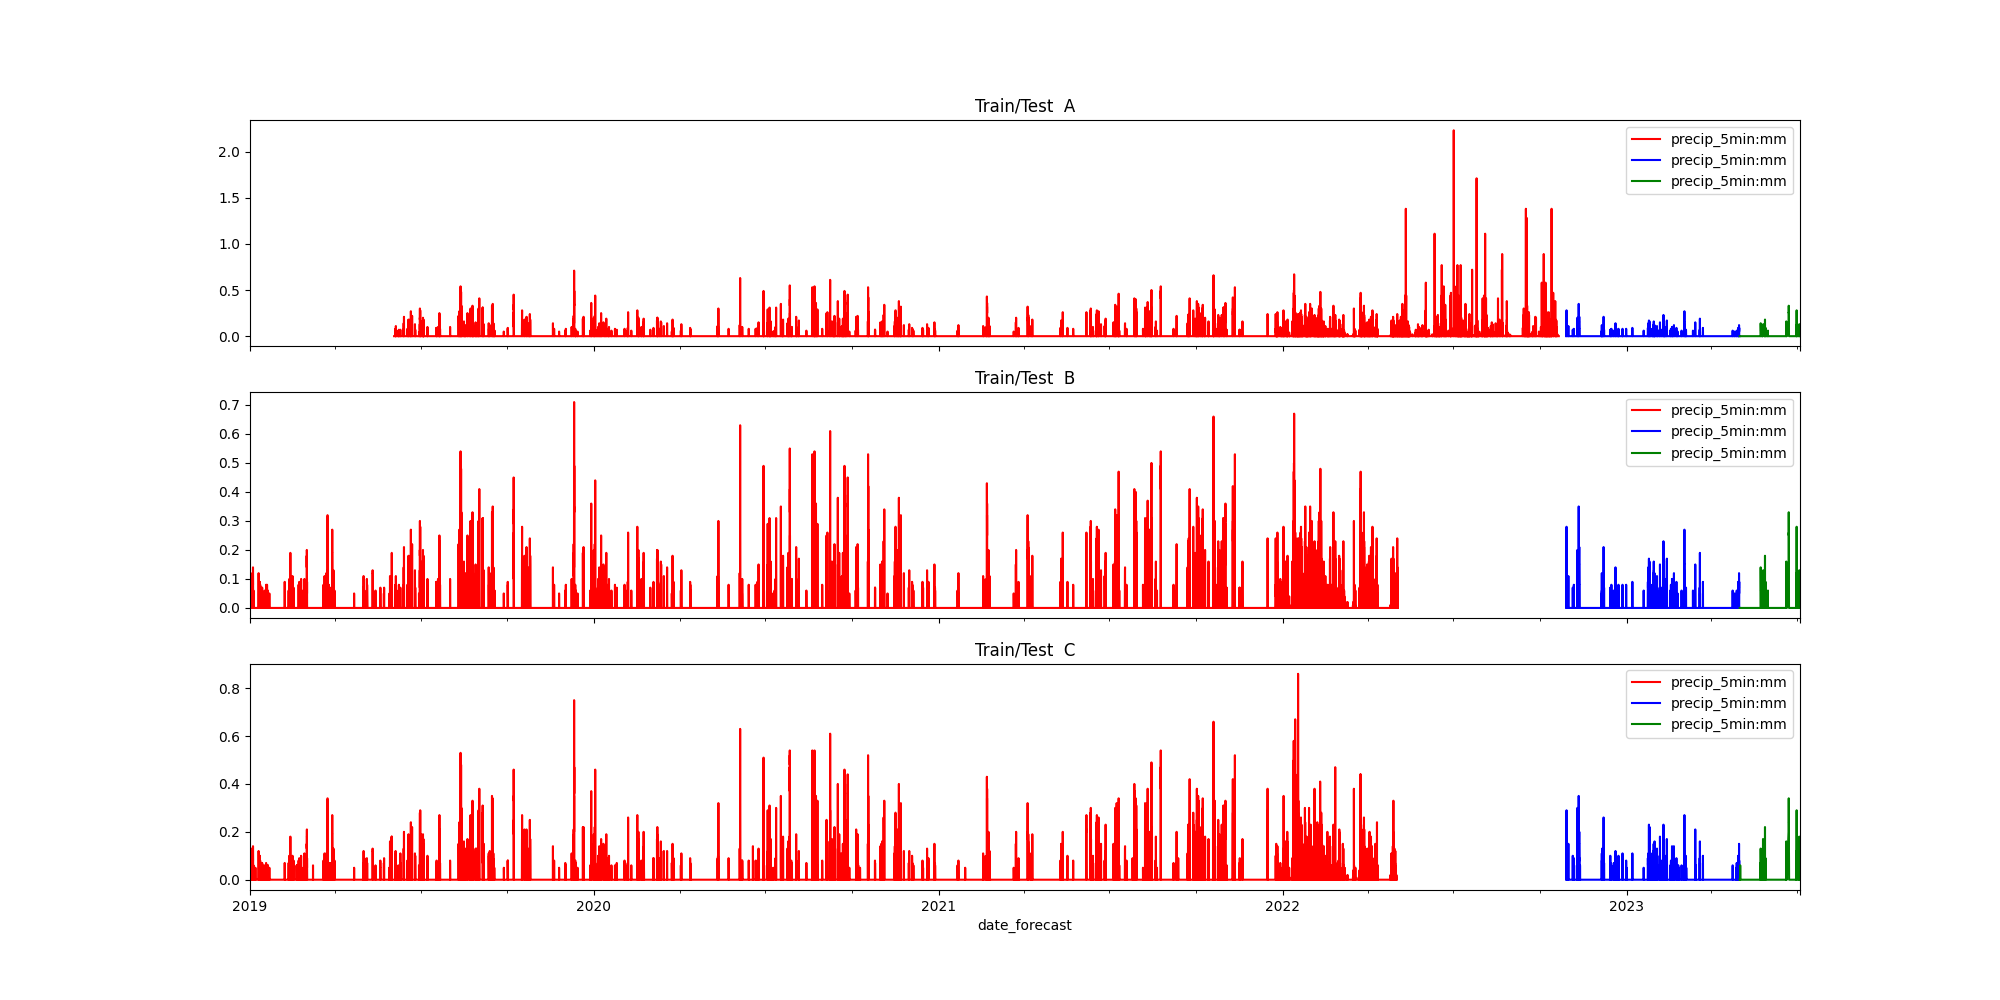 Train/Test  A
2.0
1.5
1.0
0.5
0.0
precip_5min:mm
precip_5min:mm
precip_5min:mm
Train/Test  B
0.7
0.6
0.5
0.4
0.3
0.2
0.1
0.0
precip_5min:mm
precip_5min:mm
precip_5min:mm
Train/Test  C
0.8
0.6
0.4
0.2
0.0
precip_5min:mm
precip_5min:mm
precip_5min:mm
2019 2020 2021 2022 2023
date_forecast